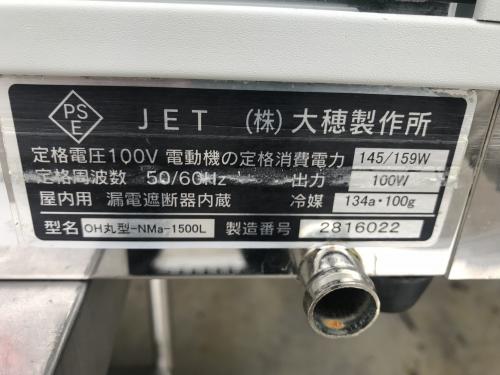 PS
E
JET (株) 大穂製作所
定格電圧100V 電動機の定格消費電力 145/159W
定格周波数 50/60Hz 出力 100W
屋内用 漏電遮断器内蔵 冷媒 134a・100g
型名 OH丸型-NMa-1500L 製造番号 2816022